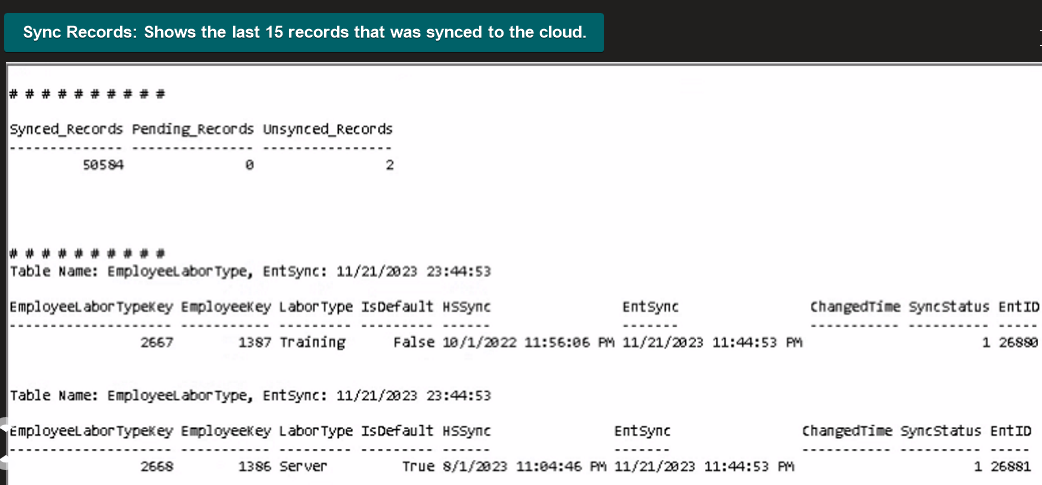 Sync Records: Shows the last 15 records that was synced to the cloud.
# # # # # # # # # #
Synced_Records Pending_Records Unsynced_Records
-------------- --------------- ----------------
50584 0 2
# # # # # # # # # #
Table Name: EmployeeLaborType, EntSync: 11/21/2023 23:44:53
EmployeeLaborTypeKey EmployeeKey LaborType IsDefault HSSync EntSync ChangedTime SyncStatus EntID
-------------------- ----------- --------- --------- ------ ------- ----------- ---------- -----
2667 1387 Training False 10/1/2022 11:56:06 PM 11/21/2023 11:44:53 PM 1 26880
Table Name: EmployeeLaborType, EntSync: 11/21/2023 23:44:53
EmployeeLaborTypeKey EmployeeKey LaborType IsDefault HSSync EntSync ChangedTime SyncStatus EntID
-------------------- ----------- --------- --------- ------ ------- ----------- ---------- -----
2668 1386 Server True 8/1/2023 11:04:46 PM 11/21/2023 11:44:53 PM 1 26881